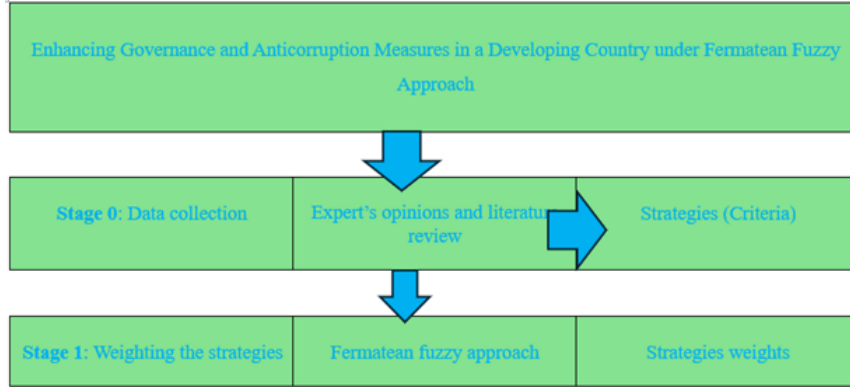 Enhancing Governance and Anticorruption Measures in a Developing Country under Fermatean Fuzzy
Approach
Stage 0: Data collection
Expert's opinions and literature
review
Strategies (Criteria)
Stage 1: Weighting the strategies
Fermatean fuzzy approach
Strategies weights